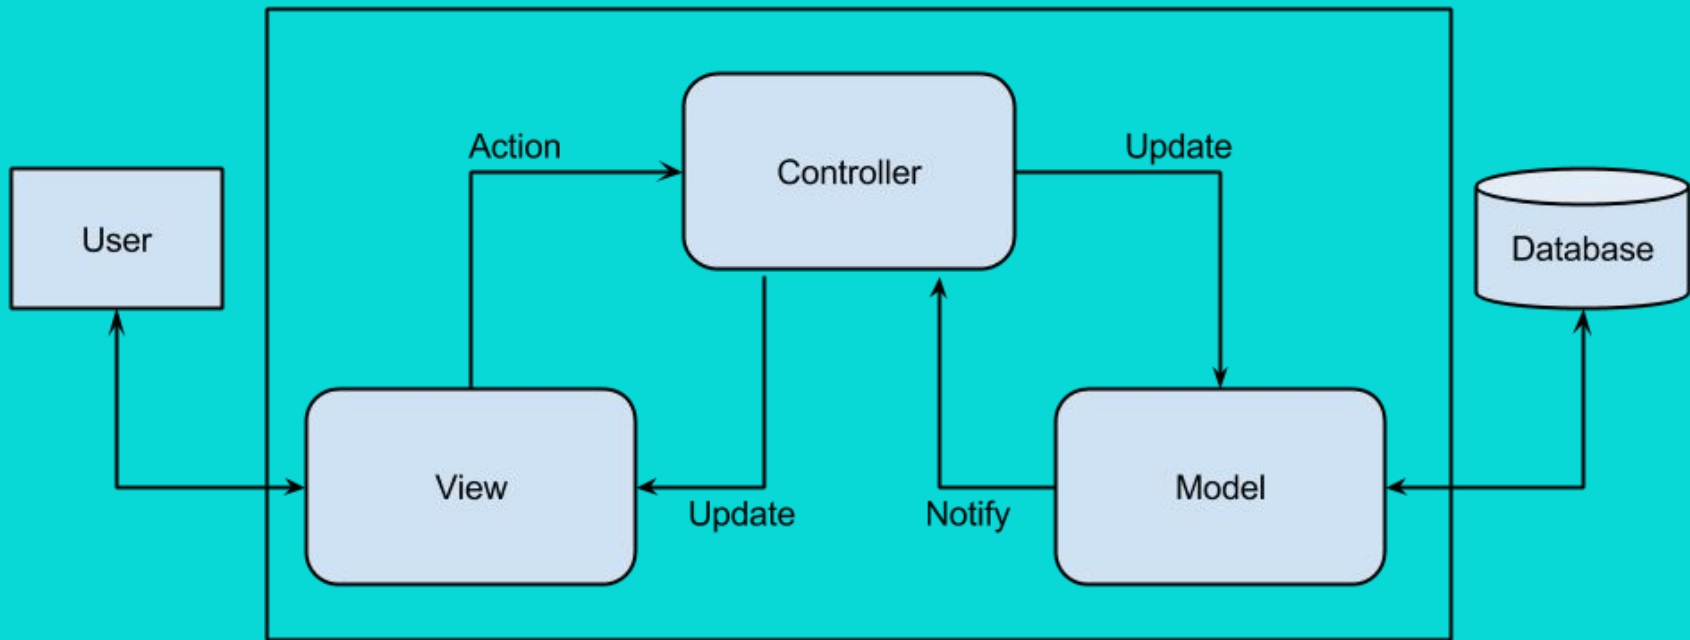 Action
Controller
Update
User
Database
View
Update
Notify
Model